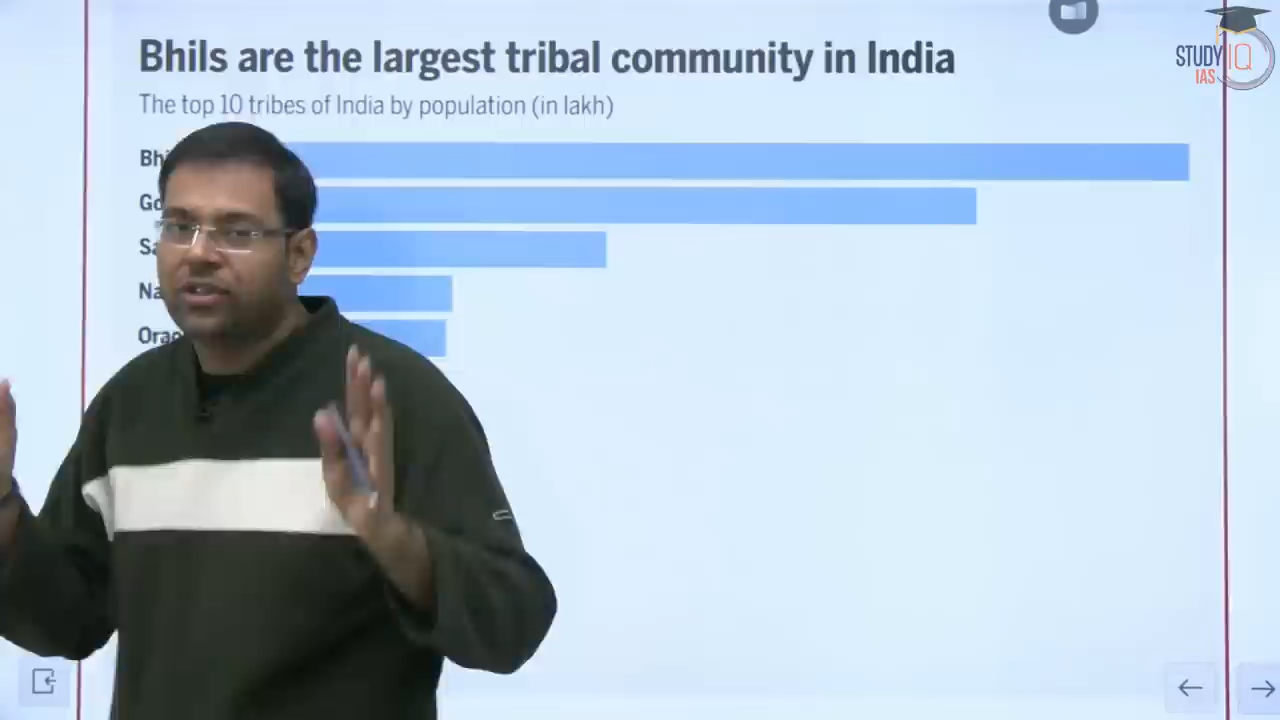 Bhils are the largest tribal community in India
The top 10 tribes of India by population (in lakh)
STUDY IQ
IAS